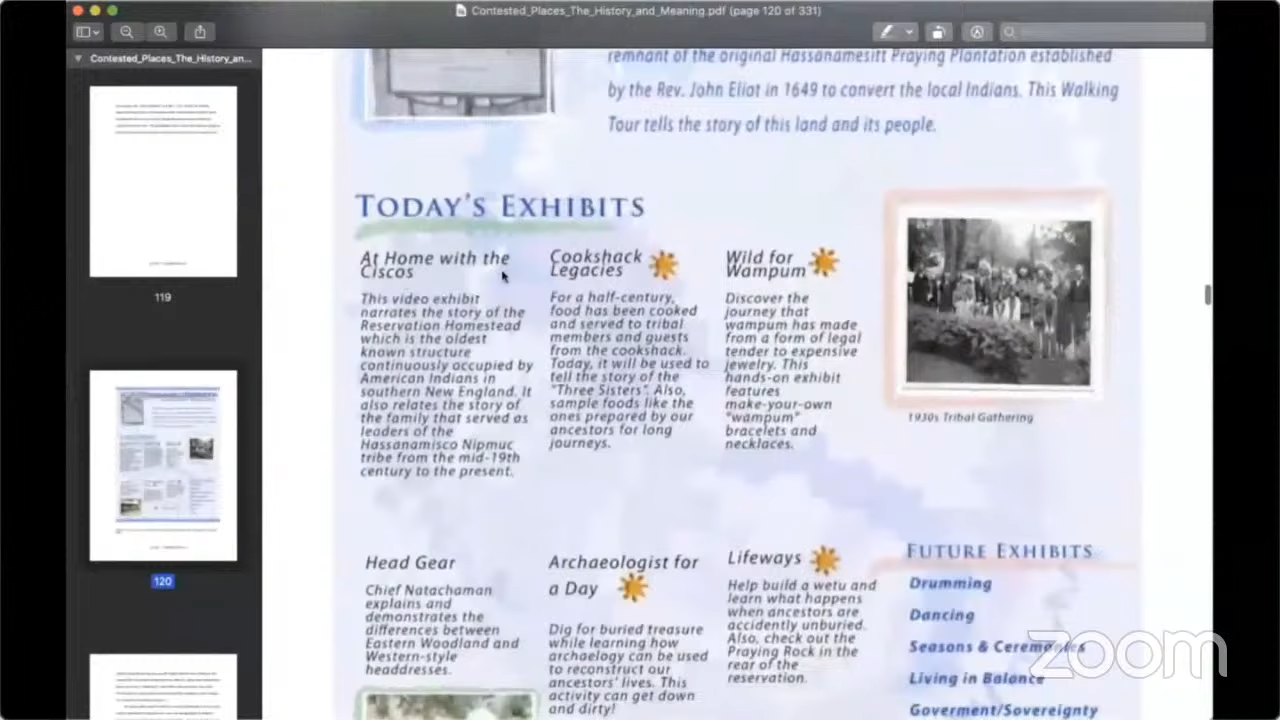 Contested_Places_The_History_and_Meaning.pdf (page 120 of 331)
Contested_Places_The_History_an...
119
120
remnant of the original Hassanamesitt Praying Plantation established
by the Rev. John Eliot in 1649 to convert the local Indians. This Walking
Tour tells the story of this land and its people.
TODAY'S EXHIBITS
At Home with the
Ciscos
This video exhibit
narrates the story of the
Reservation Homestead
which is the oldest
known structure
continuously occupied by
American Indians in
southern New England. It
also relates the story of
the family that served as
leaders of the
Hassanamisco Nipmuc
tribe from the mid-19th
century to the present.
Cookshack
Legacies
For a half-century,
food has been cooked
and served to tribal
members and guests
from the cookshack.
Today, it will be used to
tell the story of the
"Three Sisters". Also,
sample foods like the
ones prepared by our
ancestors for long
journeys.
Wild for
Wampum
Discover the
journey that
wampum has made
from a form of legal
tender to expensive
jewelry. This
hands-on exhibit
features
make-your-own
"wampum"
bracelets and
necklaces.
1930s Tribal Gathering
Head Gear
Chief Natachaman
explains and
demonstrates the
differences between
Eastern Woodland and
Western-style
headdresses.
Archaeologist for
a Day
Dig for buried treasure
while learning how
archaelogy can be used
to reconstruct our
ancestors' lives. This
activity can get down
and dirty!
Lifeways
Help build a wetu and
learn what happens
when ancestors are
accidently unburied.
Also, check out the
Praying Rock in the
rear of the
reservation.
FUTURE EXHIBITS
Drumming
Dancing
Seasons & Ceremonies
Living in Balance
Goverment/Sovereignty
zoom